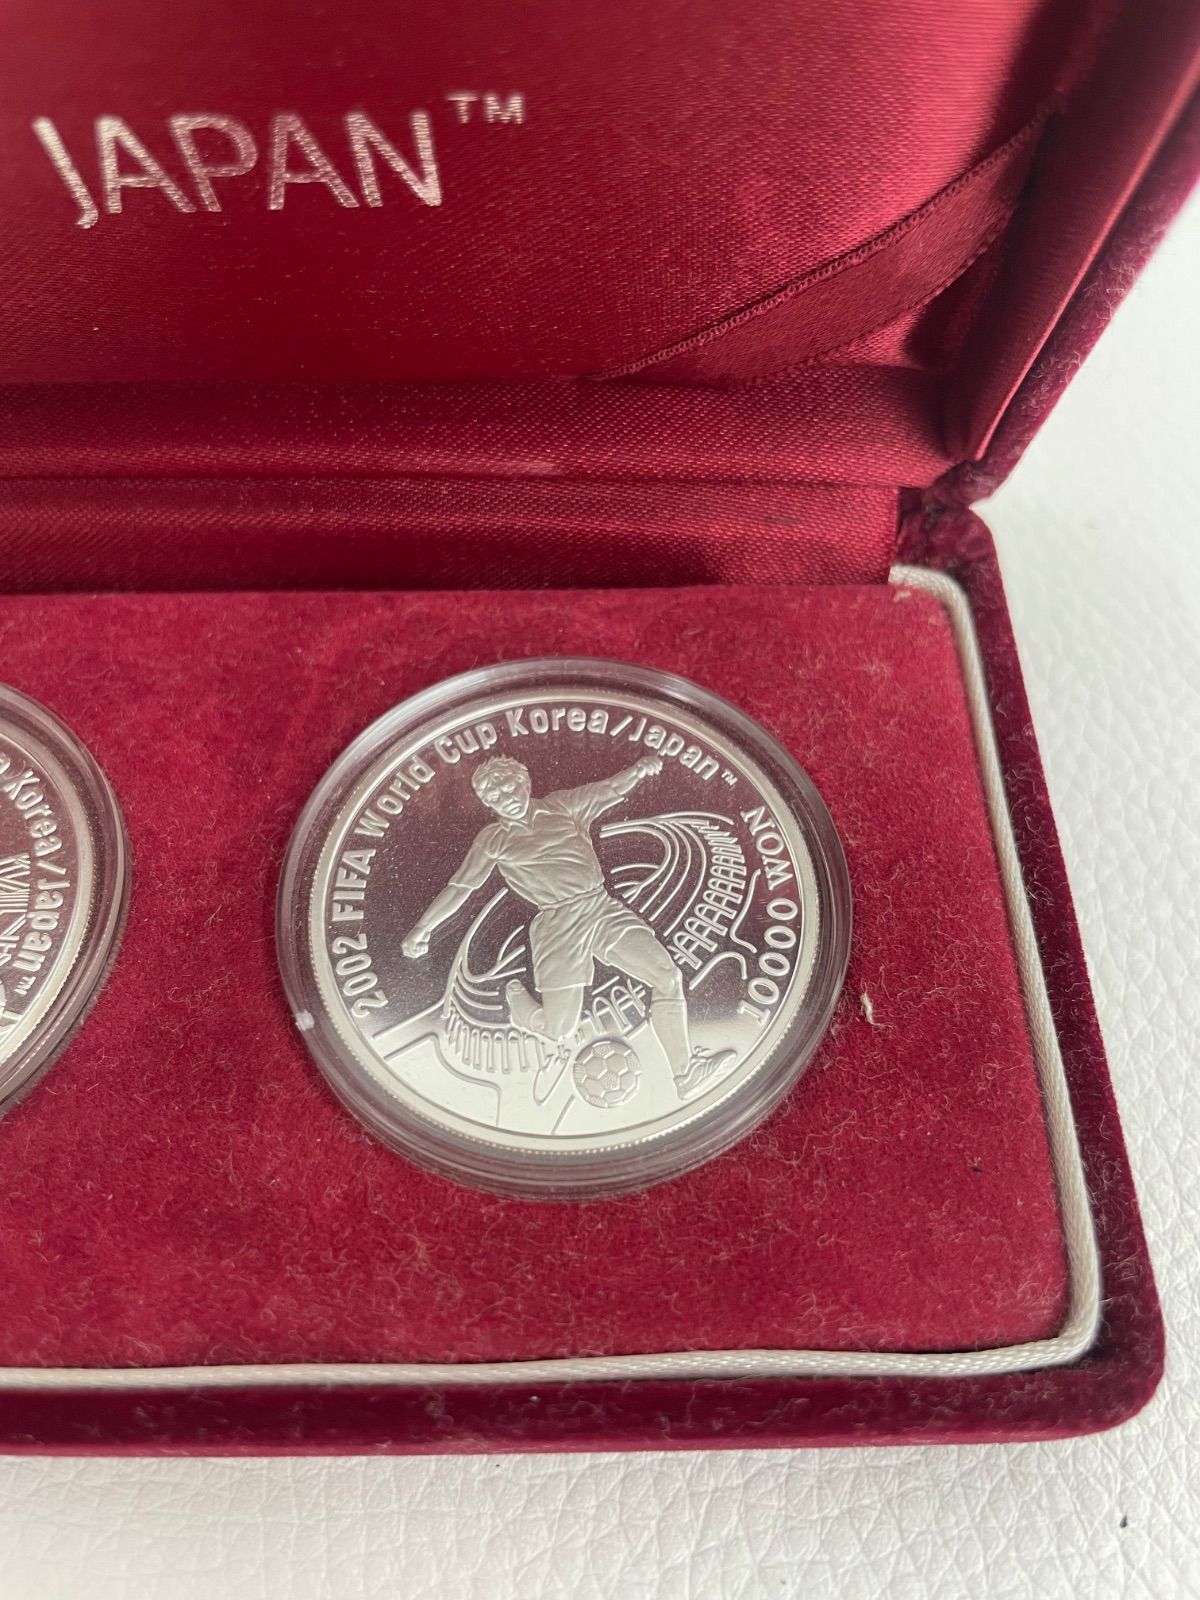 JAPAN™
Korea/Japan™
2002 FIFA World Cup Korea/Japan™
10000 WON